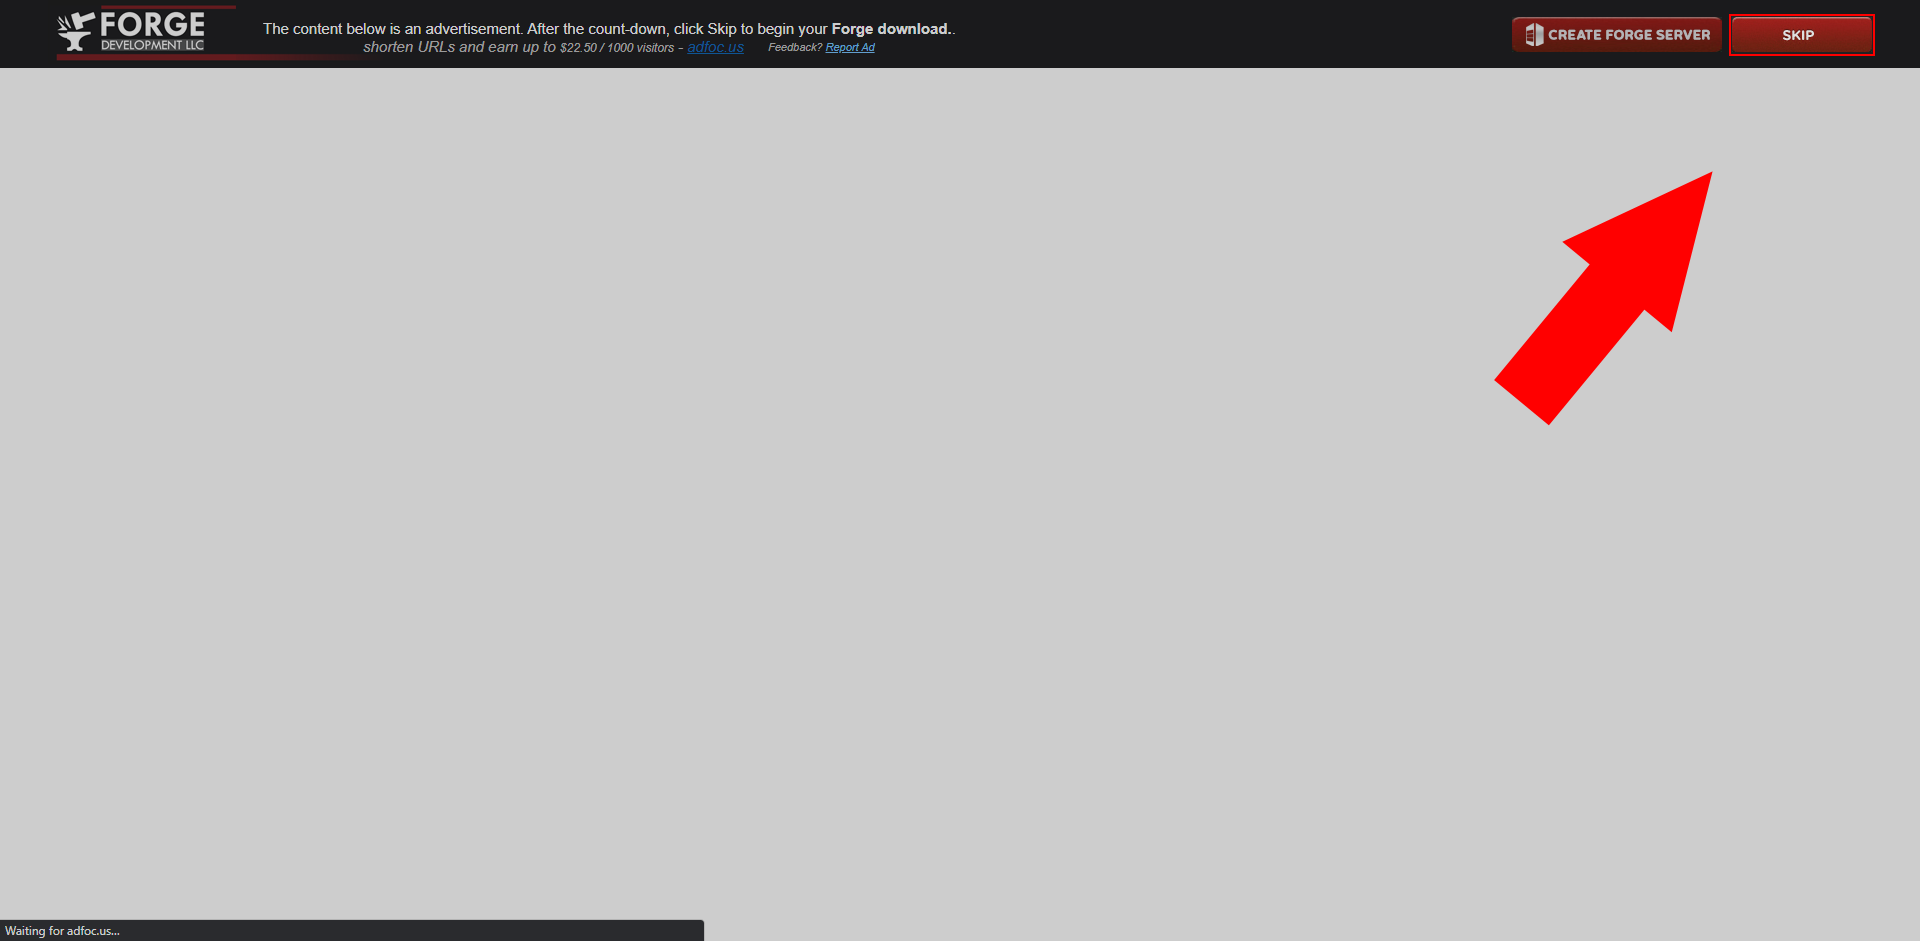 FORGE
DEVELOPMENT LLC
The content below is an advertisement. After the count-down, click Skip to begin your Forge download..
shorten URLs and earn up to $22.50 / 1000 visitors - adfoc.us Feedback? Report Ad
CREATE FORGE SERVER
SKIP
Waiting for adfoc.us...